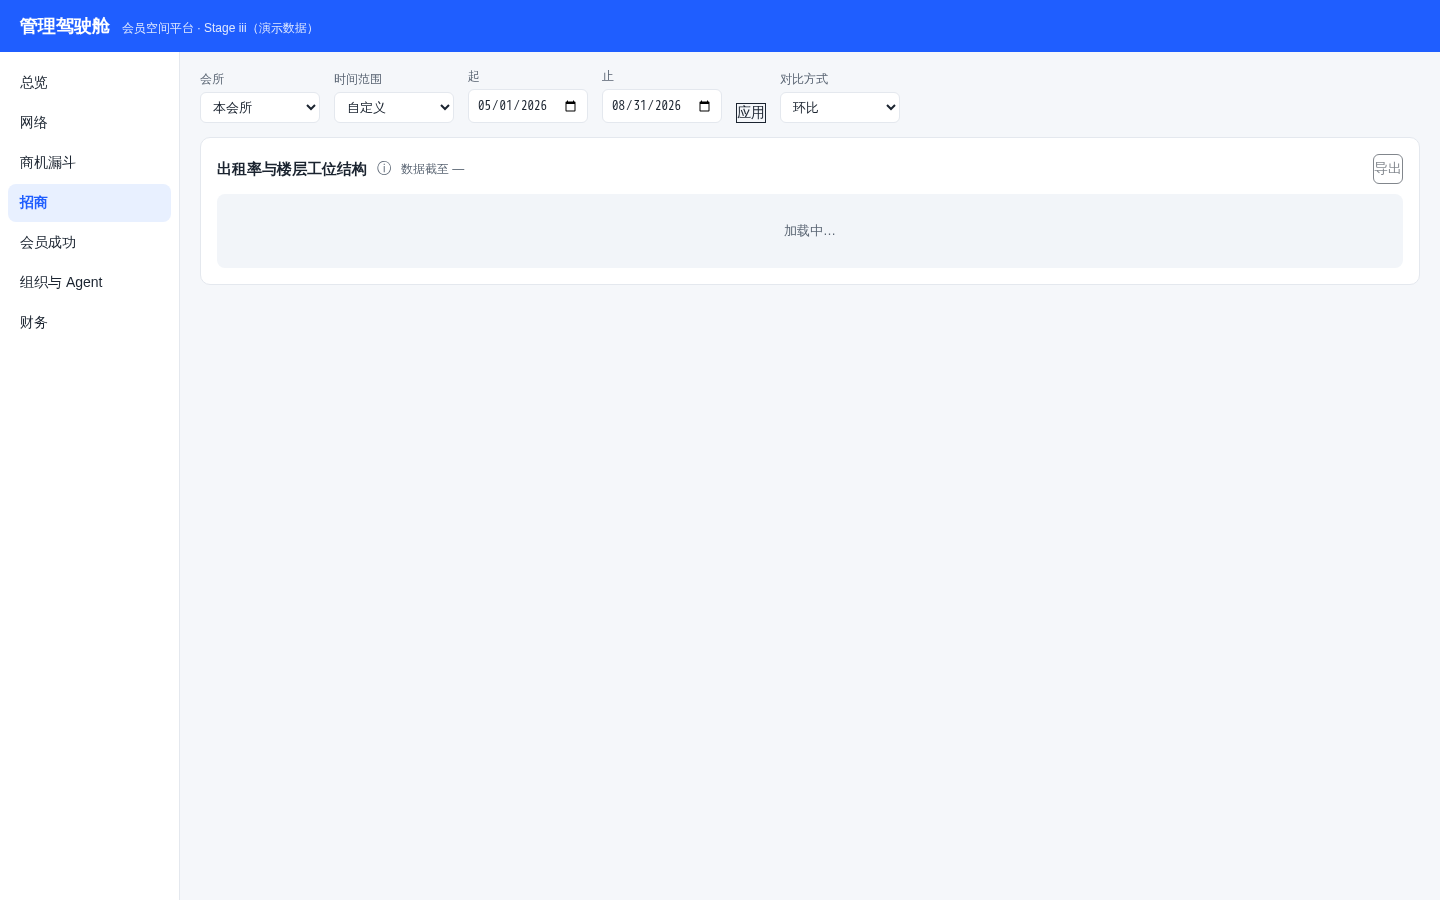 管理驾驶舱 会员空间平台 · Stage iii（演示数据）
总览
网络
商机漏斗
招商
会员成功
组织与 Agent
财务
会所 时间范围 起 止 对比方式
本会所 自定义 05/01/2026 08/31/2026 应用 环比
出租率与楼层工位结构 ⓘ 数据截至 — 导出
加载中…